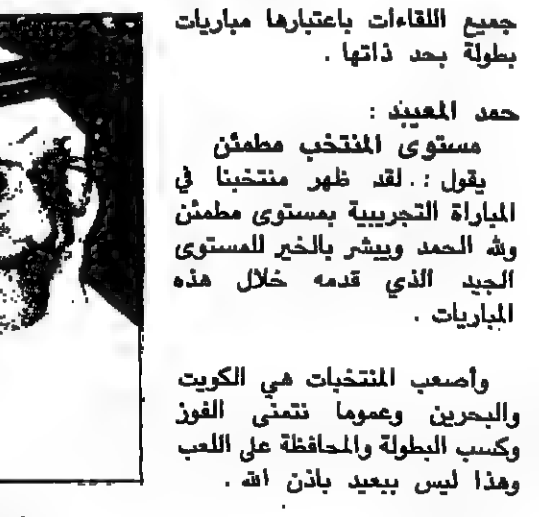 جميع اللقاءات باعتبارها مباريات
بطولة بحد ذاتها .
حمد المعيبد :
مستوى المنتخب مطمئن
يقول : . لقد ظهر منتخبنا في
المباراة التجريبية بمستوى مطمئن
ولله الحمد ويبشر بالخير للمستوى
الجيد الذي قدمه خلال هذه
المباريات .
وأصعب المنتخبات هي الكويت
والبحرين وعموما نتمنى الفوز
وكسب البطولة والمحافظة على اللعب
وهذا ليس ببعيد باذن الله .